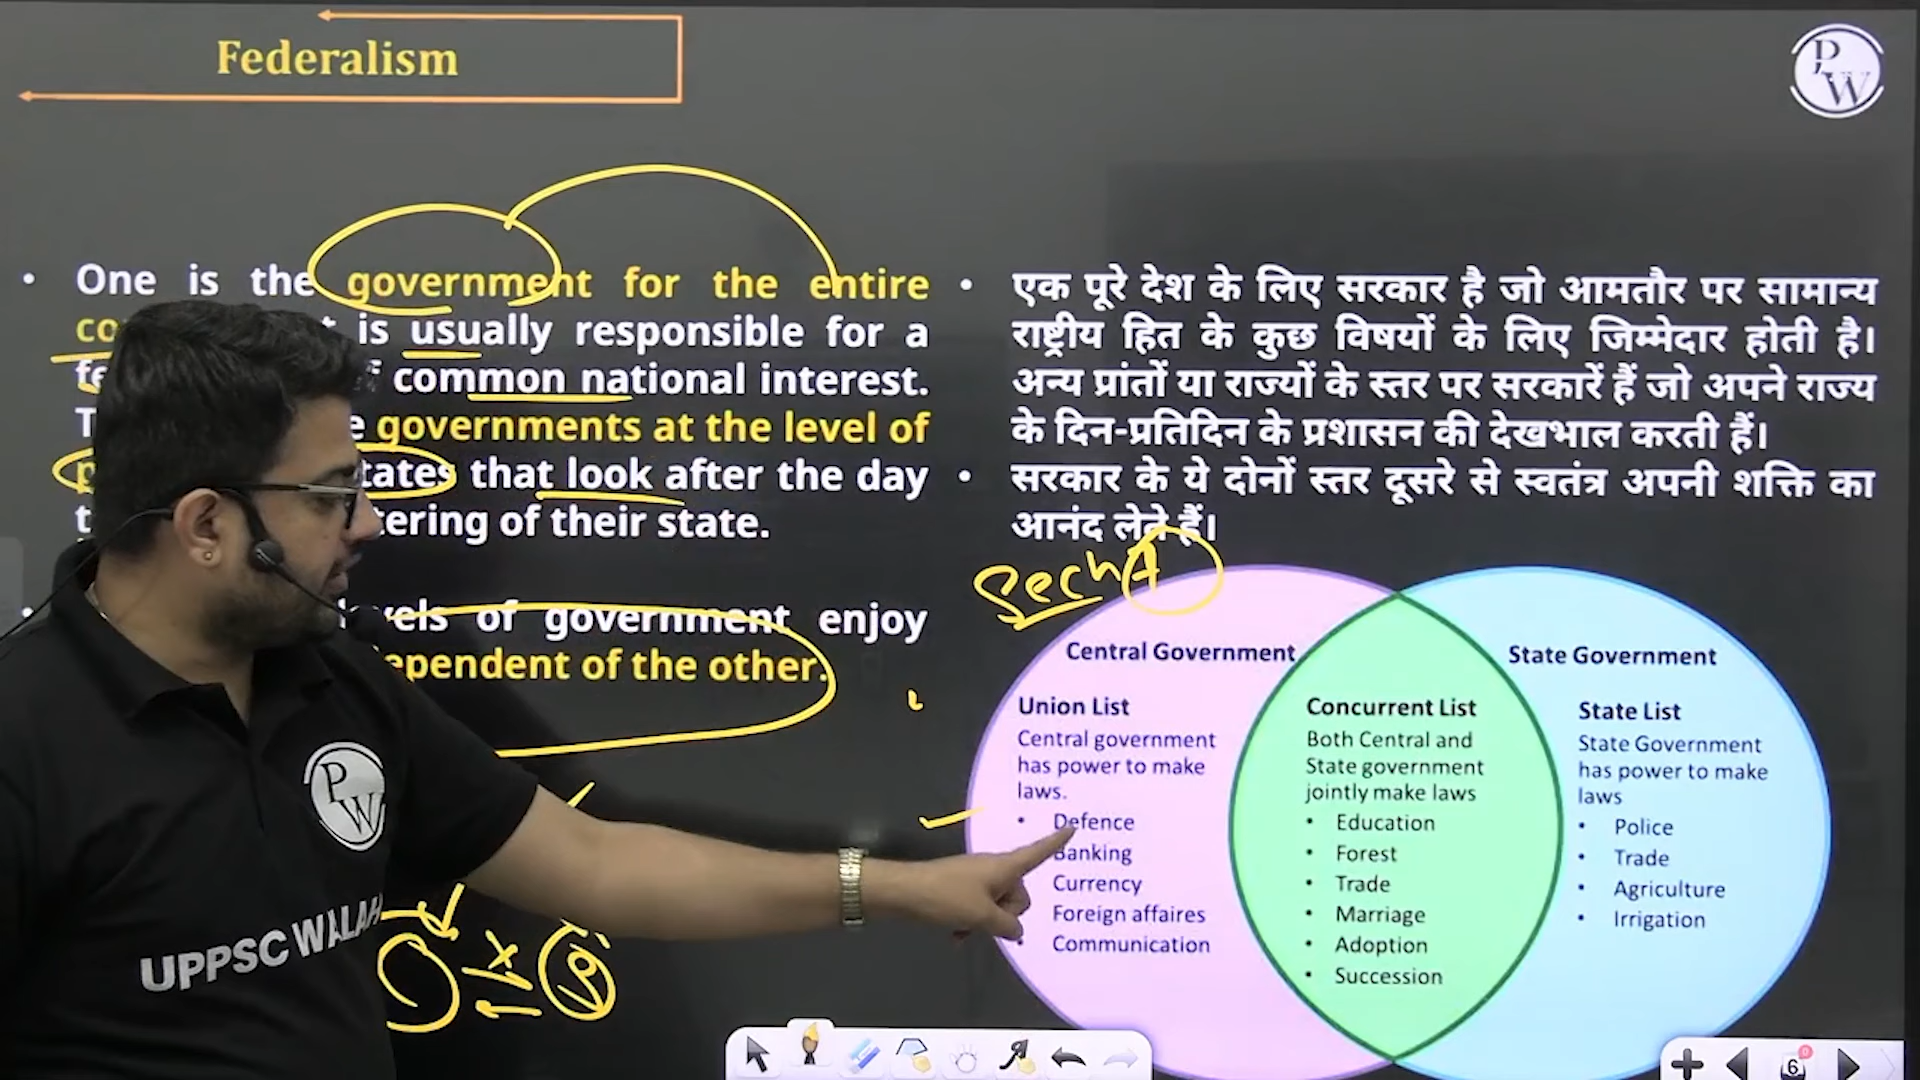 Federalism
PW
One is the government for the entire
is usually responsible for a
common national interest.
governments at the level of
that look after the day
of their state.
of government enjoy
of the other.
एक पूरे देश के लिए सरकार है जो आमतौर पर सामान्य
राष्ट्रीय हित के कुछ विषयों के लिए जिम्मेदार होती है।
अन्य प्रांतों या राज्यों के स्तर पर सरकारें हैं जो अपने राज्य
के दिन-प्रतिदिन के प्रशासन की देखभाल करती हैं।
सरकार के ये दोनों स्तर दूसरे से स्वतंत्र अपनी शक्ति का
आनंद लेते हैं।
Central Government
Union List
Central government
has power to make
laws.
Defence
Banking
Currency
Foreign affaires
Communication
Concurrent List
Both Central and
State government
jointly make laws
Education
Forest
Trade
Marriage
Adoption
Succession
State Government
State List
State Government
has power to make
laws
Police
Trade
Agriculture
Irrigation
PW
UPPSC WALAH
6